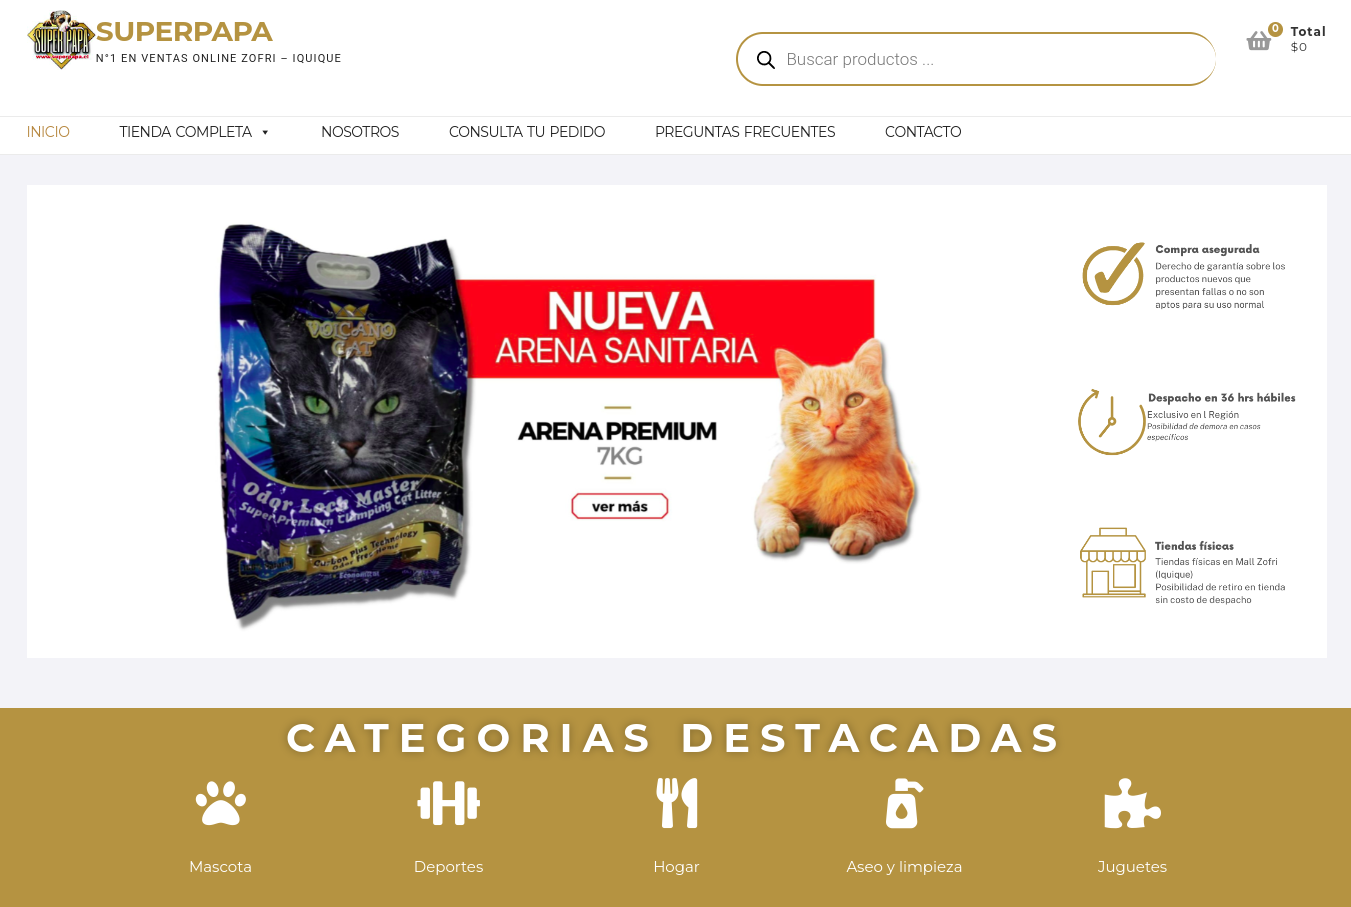 SUPER PAPA
www.superpapa.cl
SUPERPAPA
N°1 EN VENTAS ONLINE ZOFRI – IQUIQUE
Buscar productos ...
0
Total
$0
INICIO
TIENDA COMPLETA
NOSOTROS
CONSULTA TU PEDIDO
PREGUNTAS FRECUENTES
CONTACTO
VOLCANO
CAT
Odor Lock Master
Super Premium Clumping Cat Litter
Carbon Plus Technology
Odor Free Home
NUEVA
ARENA SANITARIA
ARENA PREMIUM
7KG
ver más
Compra asegurada
Derecho de garantía sobre los
productos nuevos que
presentan fallas o no son
aptos para su uso normal
Despacho en 36 hrs hábiles
Exclusivo en l Región
Posibilidad de demora en casos
específicos
Tiendas físicas
Tiendas físicas en Mall Zofri
(Iquique)
Posibilidad de retiro en tienda
sin costo de despacho
CATEGORIAS DESTACADAS
Mascota
Deportes
Hogar
Aseo y limpieza
Juguetes